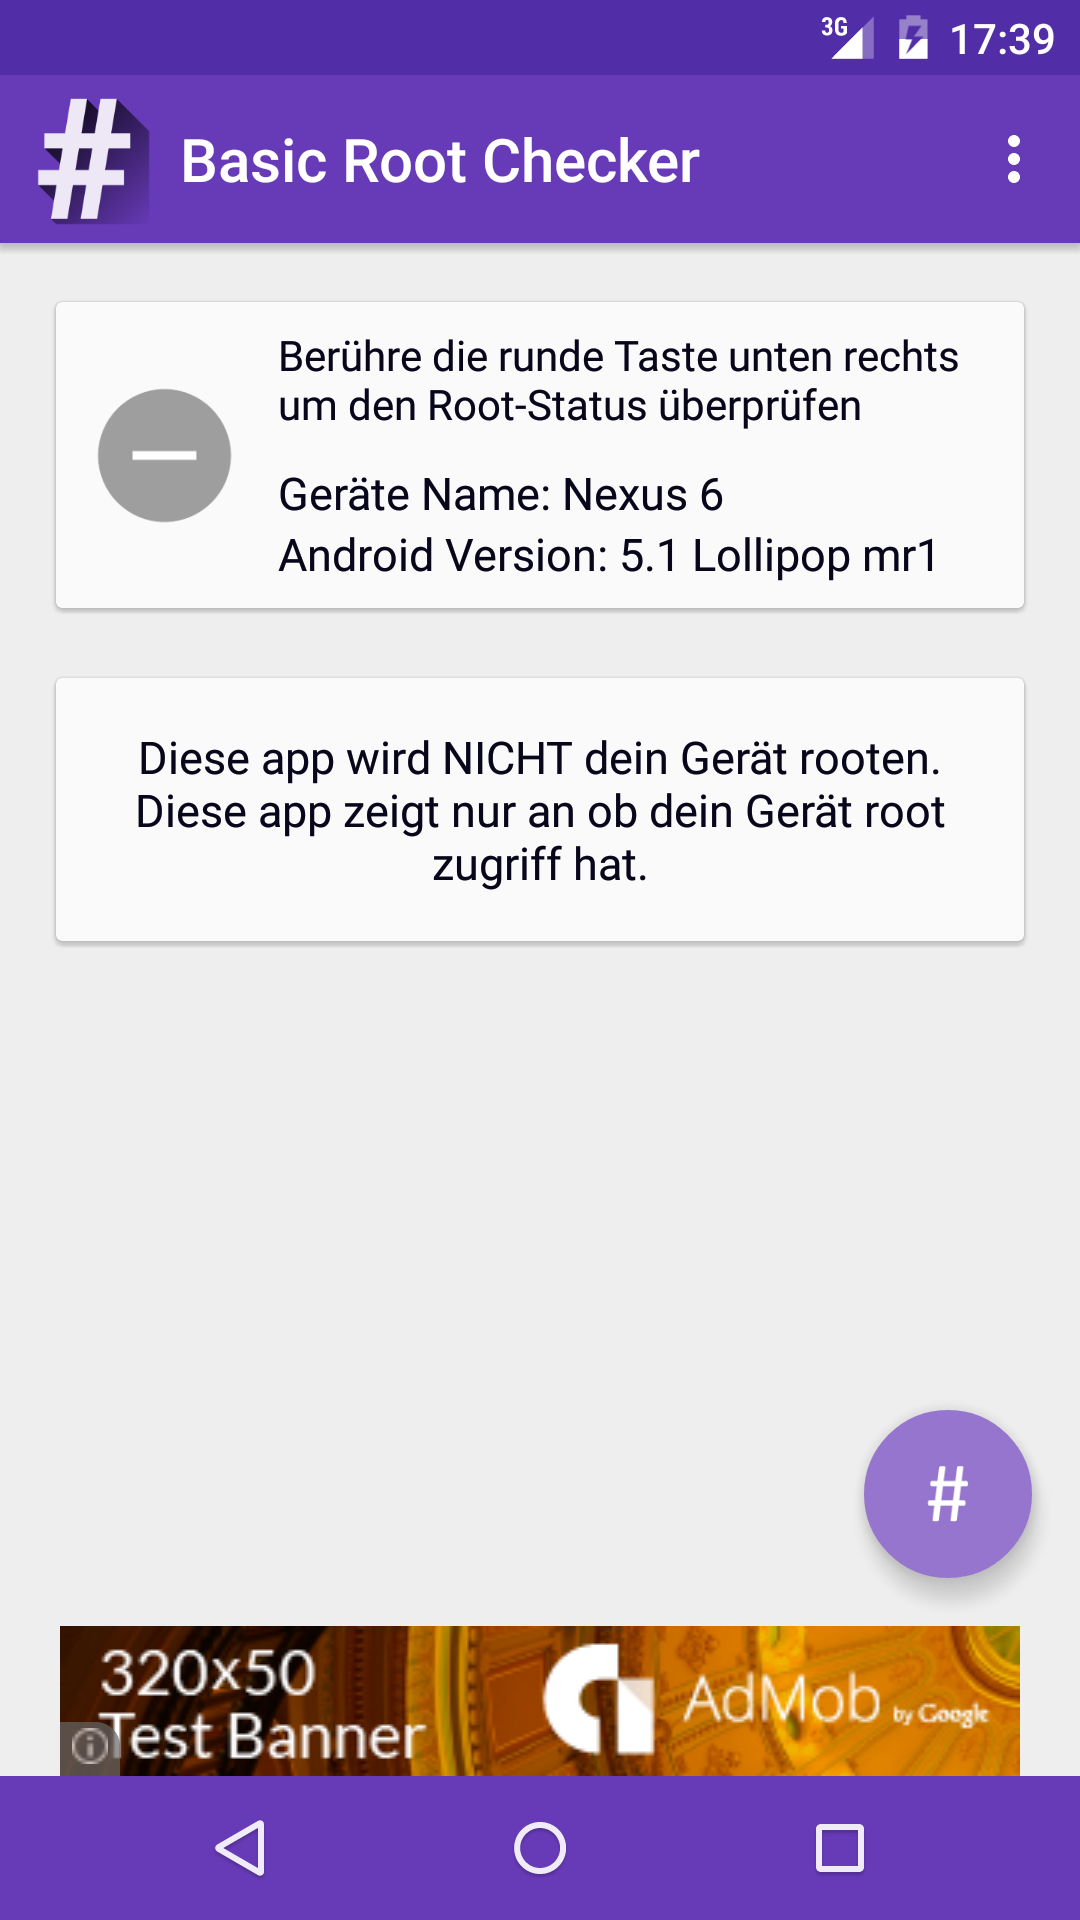 3G 17:39
# Basic Root Checker
Berühre die runde Taste unten rechts
um den Root-Status überprüfen
Geräte Name: Nexus 6
Android Version: 5.1 Lollipop mr1
Diese app wird NICHT dein Gerät rooten.
Diese app zeigt nur an ob dein Gerät root
zugriff hat.
#
320x50
Test Banner
AdMob by Google